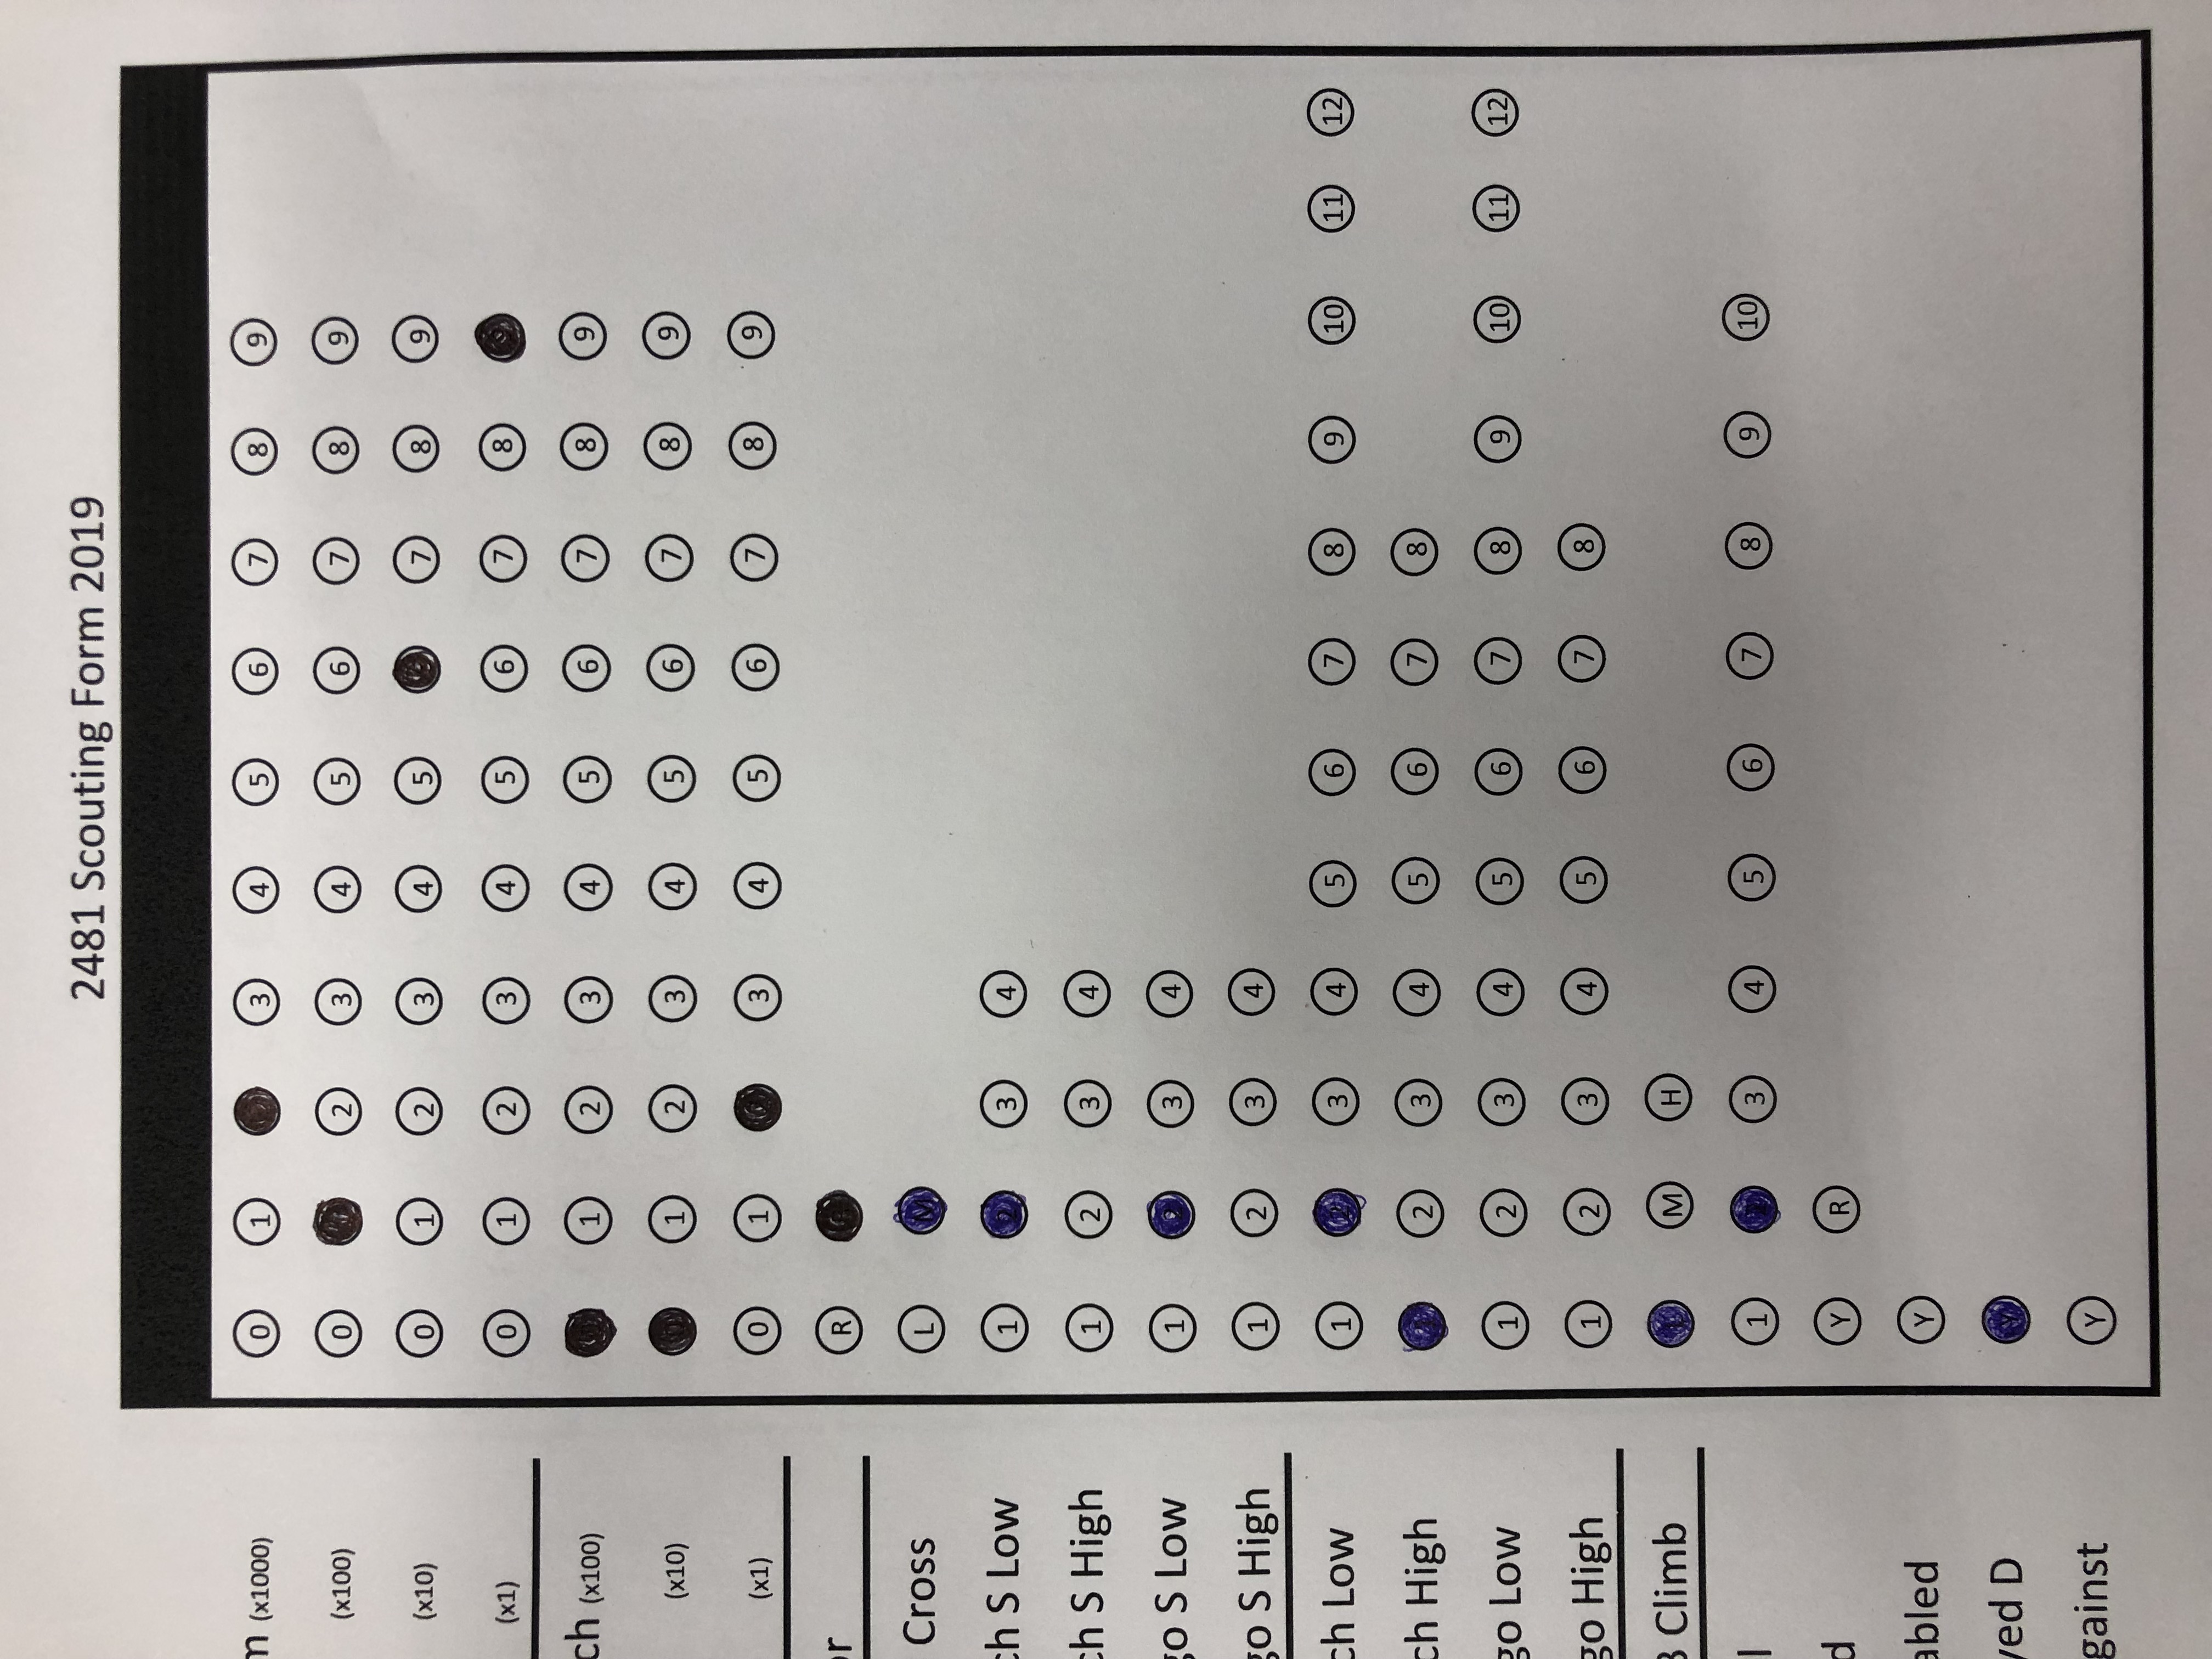 2481 Scouting Form 2019
m (x1000) 0 1 3 4 5 6 7 8 9
(x100) 0 2 3 4 5 6 7 8 9
(x10) 0 1 2 3 4 5 7 8 9
(x1) 0 1 2 3 4 5 6 7 8 9
ch (x100) 1 2 3 4 5 6 7 8 9
(x10) 1 2 3 4 5 6 7 8 9
(x1) 0 1 3 4 5 6 7 8 9
or R
Cross L M
ch S Low 1 2 3 4
ch S High 1 2 3 4
go S Low 1 2 3 4
go S High 1 2 3 4
ch Low 1 2 3 4 5 6 7 8 9 10 11 12
ch High 2 3 4 5 6 7 8
go Low 1 2 3 4 5 6 7 8 9 10 11 12
go High 1 2 3 4 5 6 7 8
B Climb M H
l 1 3 4 5 6 7 8 9 10
d Y R
abled Y
yed D Y
gainst Y